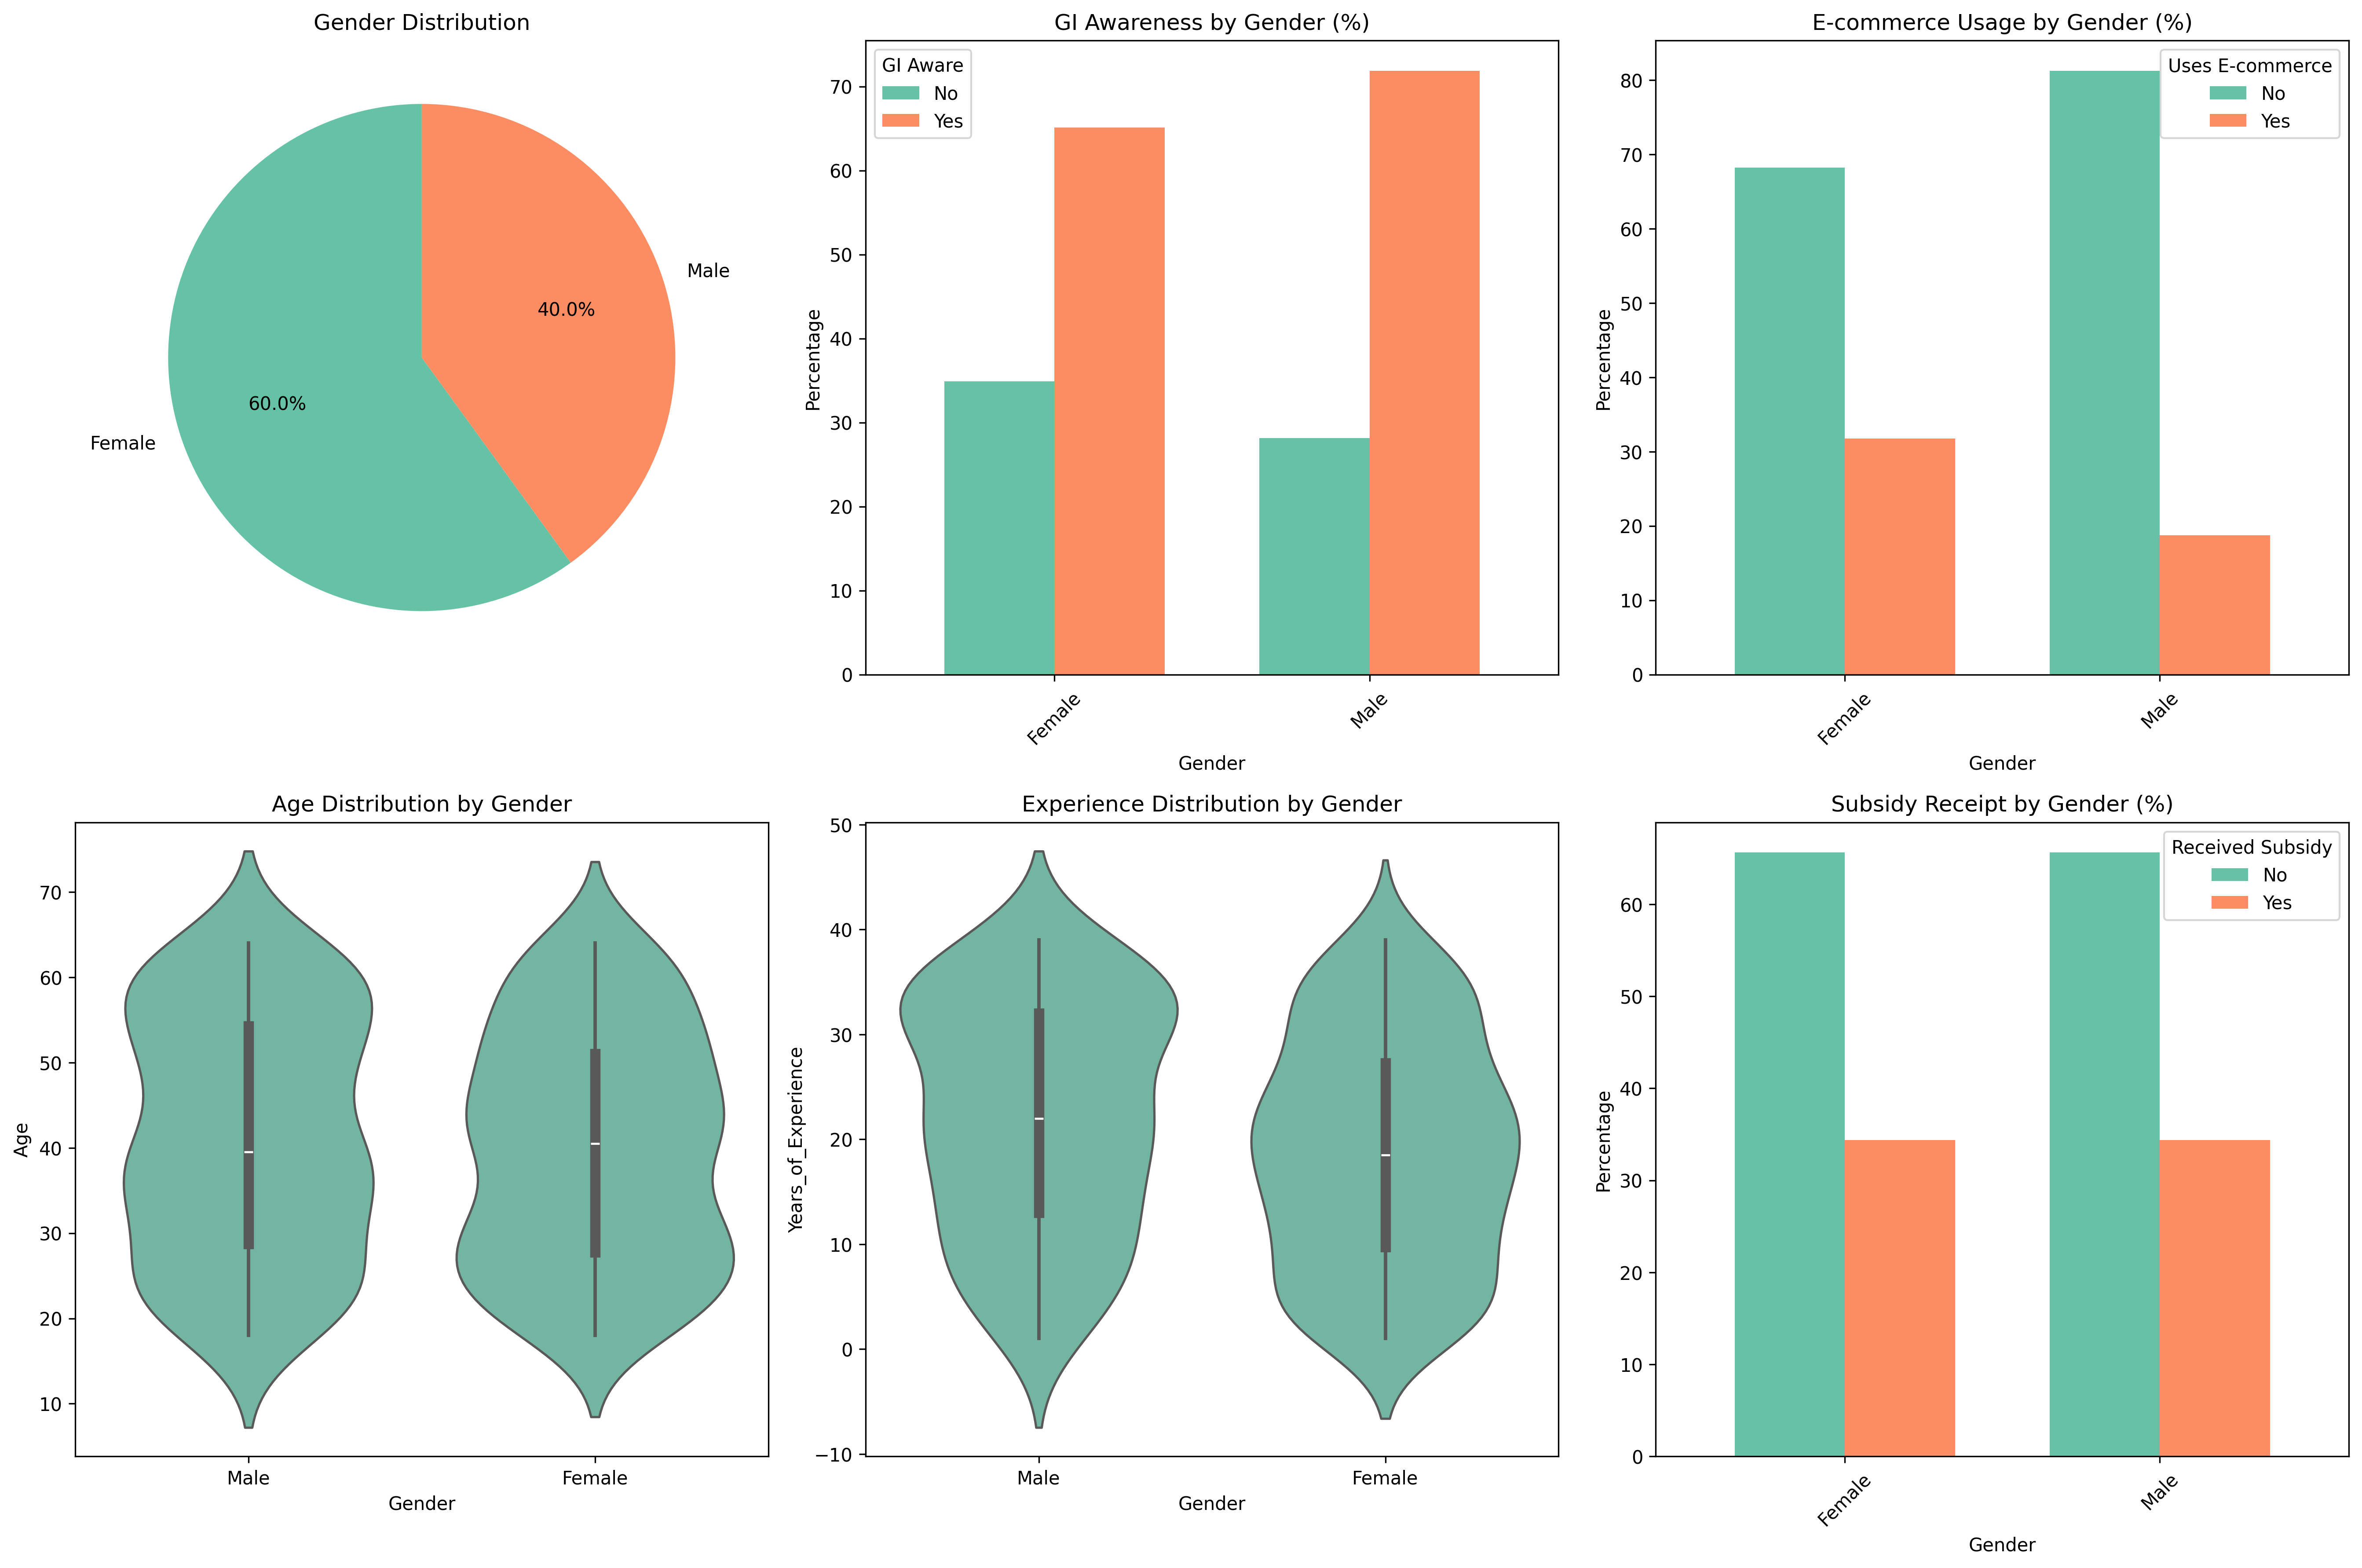 Gender Distribution
Male
40.0%
60.0%
Female
GI Awareness by Gender (%)
GI Aware
No
Yes
Percentage
70
60
50
40
30
20
10
0
Female
Male
Gender
E-commerce Usage by Gender (%)
Uses E-commerce
No
Yes
Percentage
80
70
60
50
40
30
20
10
0
Female
Male
Gender
Age Distribution by Gender
Age
70
60
50
40
30
20
10
Male
Female
Gender
Experience Distribution by Gender
Years_of_Experience
50
40
30
20
10
0
−10
Male
Female
Gender
Subsidy Receipt by Gender (%)
Received Subsidy
No
Yes
Percentage
60
50
40
30
20
10
0
Female
Male
Gender